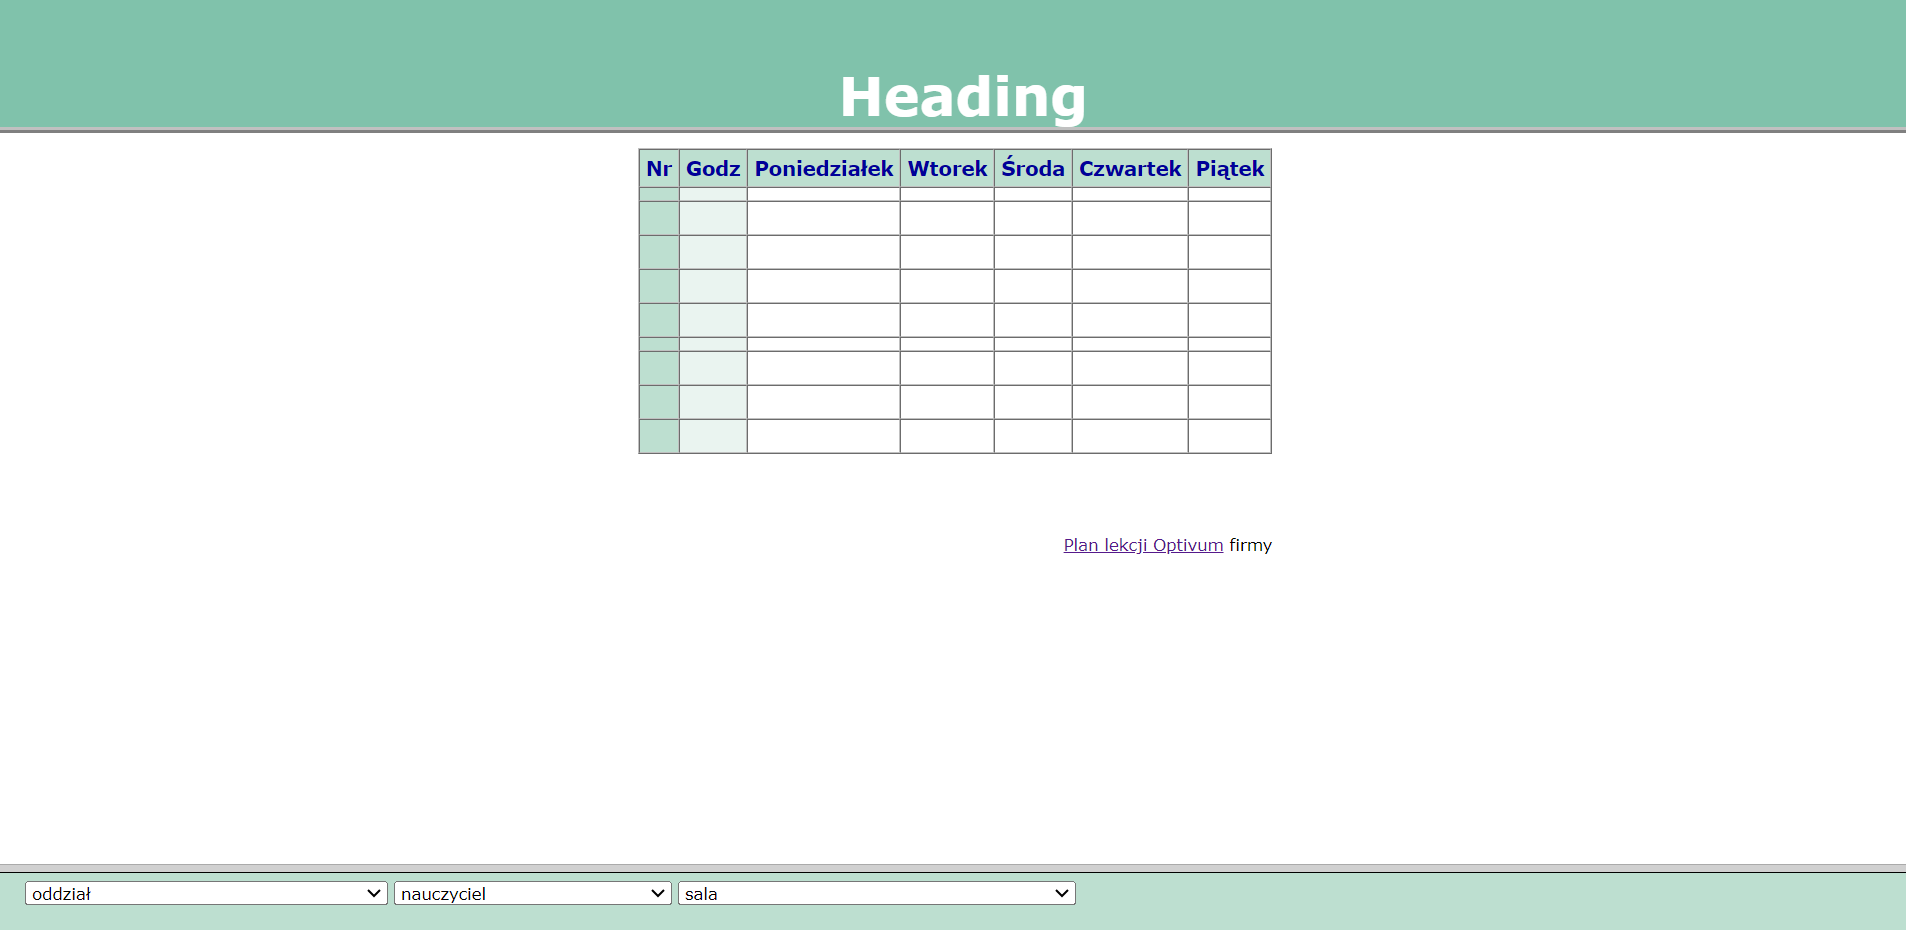 Heading
Nr Godz Poniedziałek Wtorek Środa Czwartek Piątek
Plan lekcji Optivum firmy
oddział nauczyciel sala